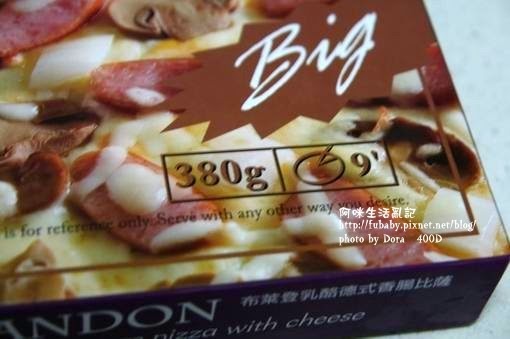 Big
380g 9'
is for reference only. Serve with any other way you desire.
阿咪生活亂記
http://fubaby.pixnet.net/blog/
photo by Dora 400D
ANDON 布萊登乳酪德式香腸比薩
pizza with cheese